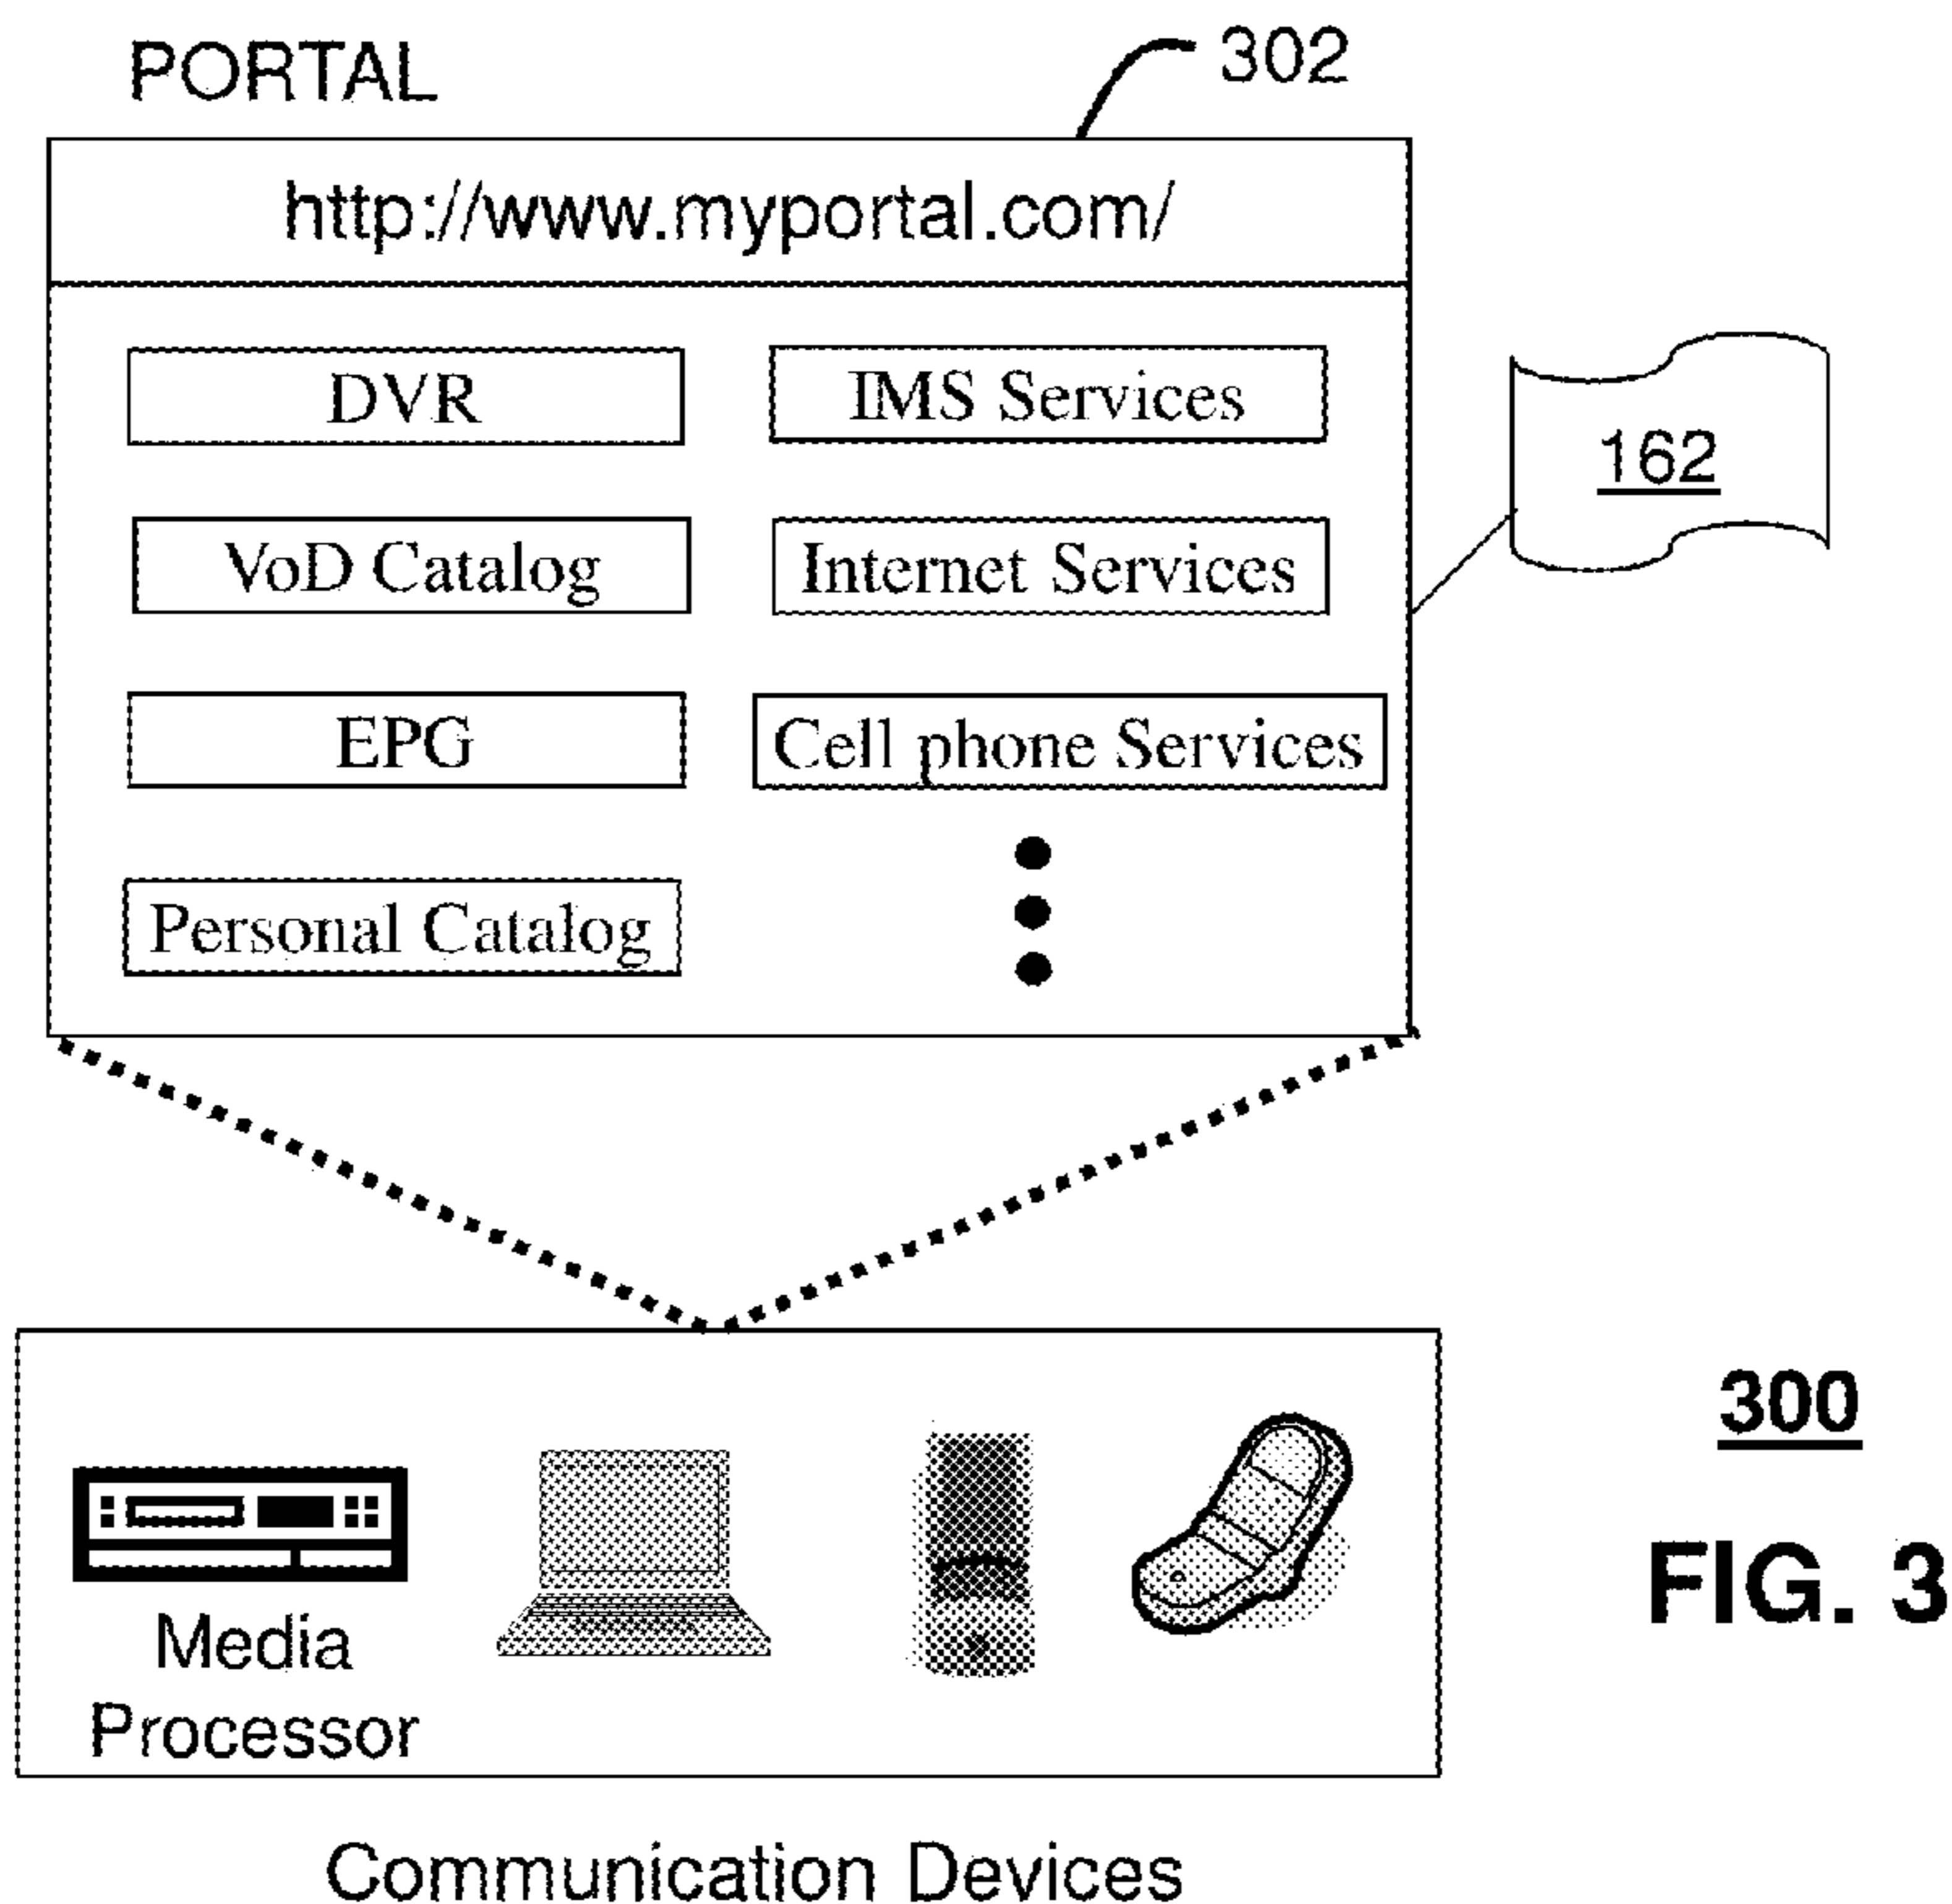 PORTAL
302
http://www.myportal.com/
DVR
IMS Services
162
VoD Catalog
Internet Services
EPG
Cell phone Services
Personal Catalog
300
FIG. 3
Media
Processor
Communication Devices